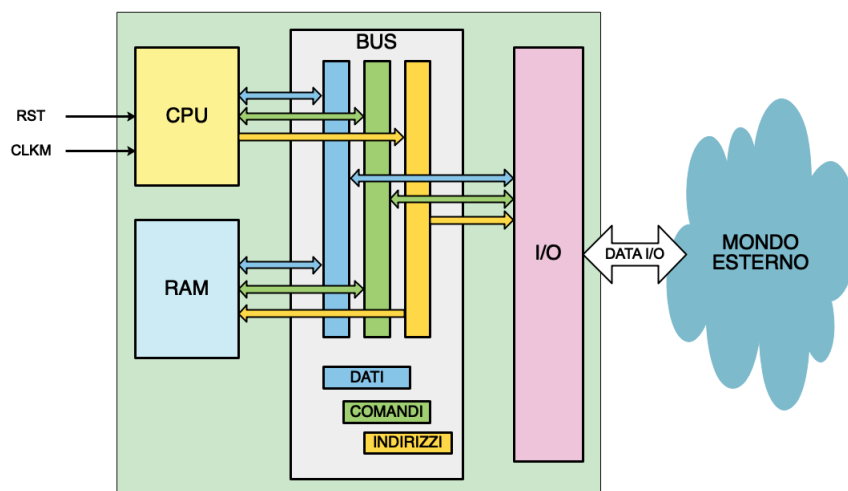 BUS
RST
CLKM
CPU
RAM
I/O
DATA I/O
MONDO
ESTERNO
DATI
COMANDI
INDIRIZZI